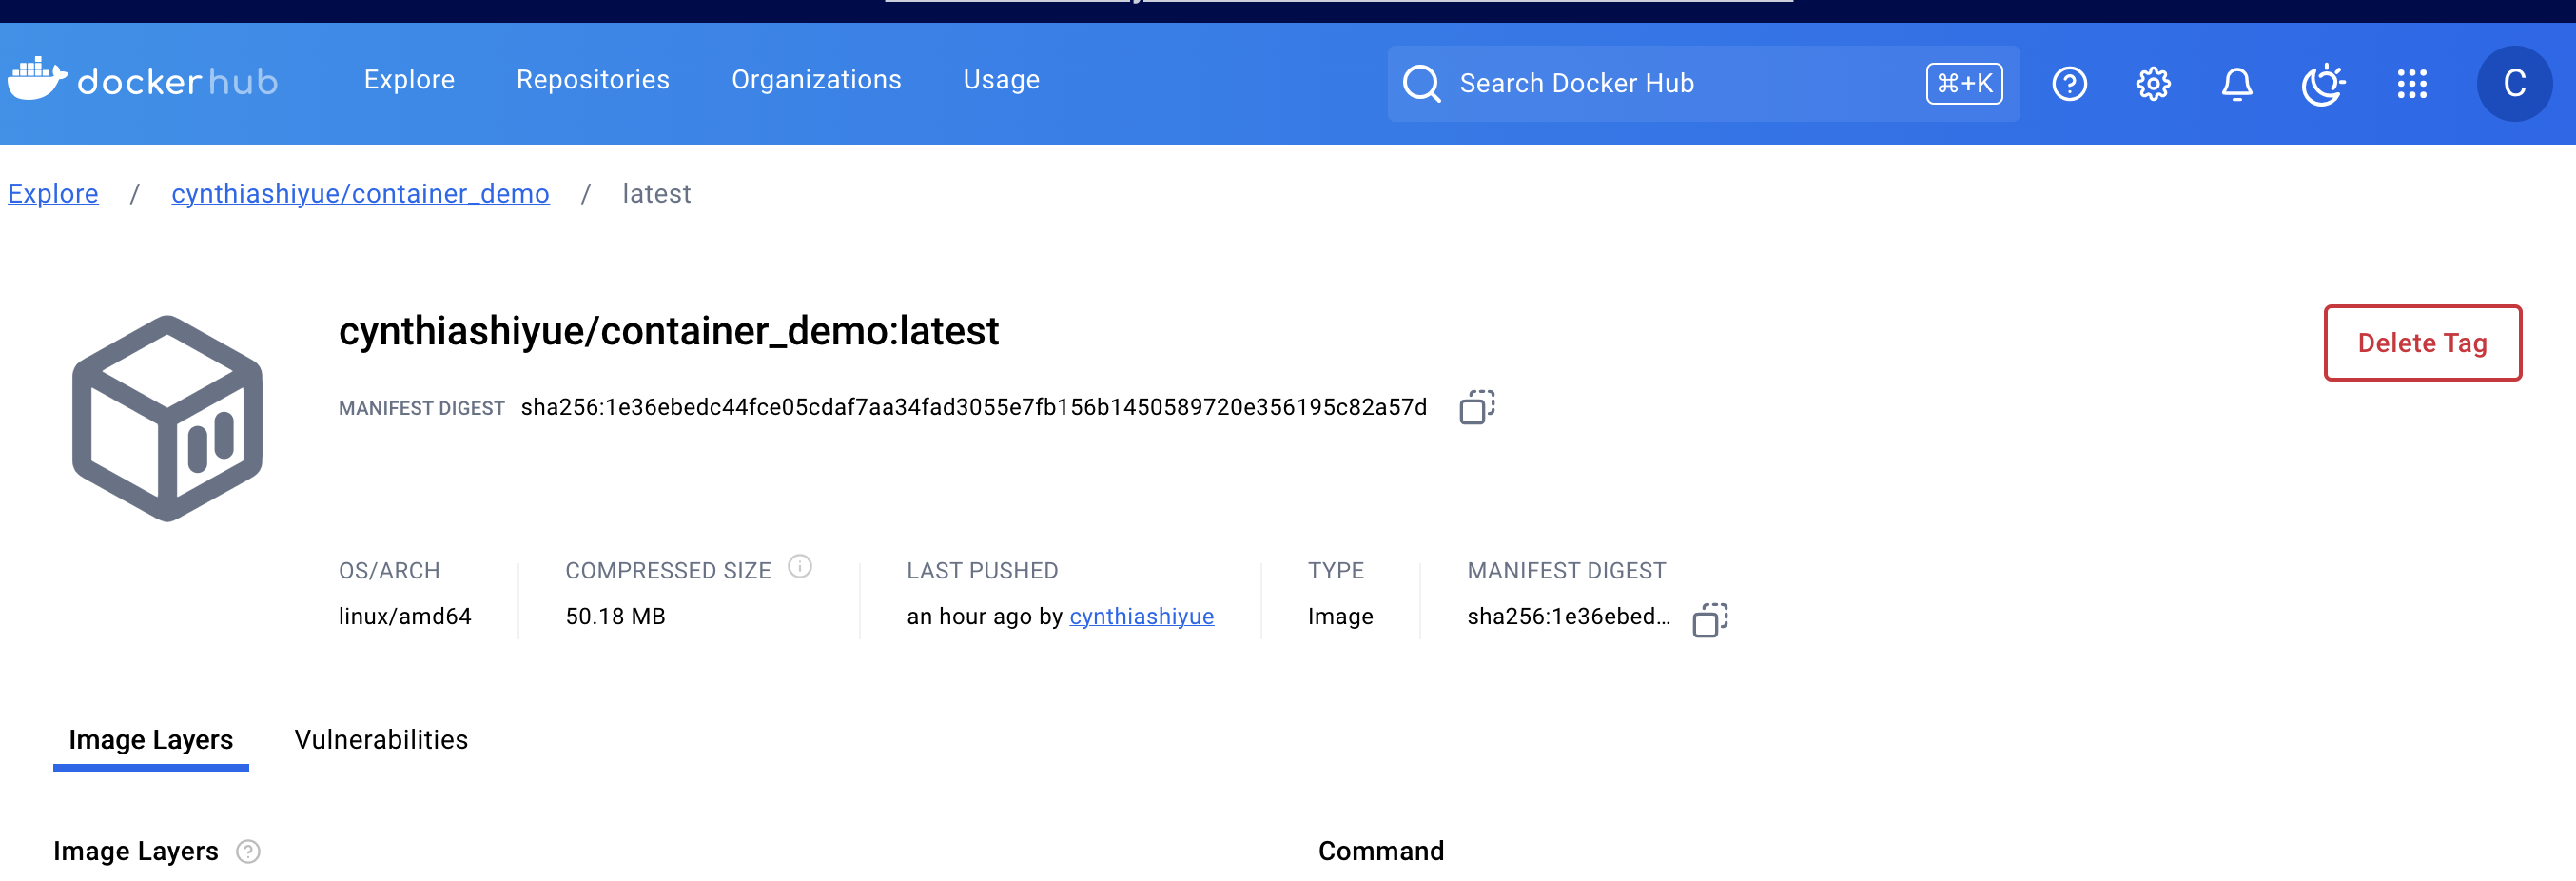 dockerhub Explore Repositories Organizations Usage Search Docker Hub ⌘+K C
Explore / cynthiashiyue/container_demo / latest
cynthiashiyue/container_demo:latest
Delete Tag
MANIFEST DIGEST sha256:1e36ebedc44fce05cdaf7aa34fad3055e7fb156b1450589720e356195c82a57d
OS/ARCH COMPRESSED SIZE LAST PUSHED TYPE MANIFEST DIGEST
linux/amd64 50.18 MB an hour ago by cynthiashiyue Image sha256:1e36ebed...
Image Layers Vulnerabilities
Image Layers Command